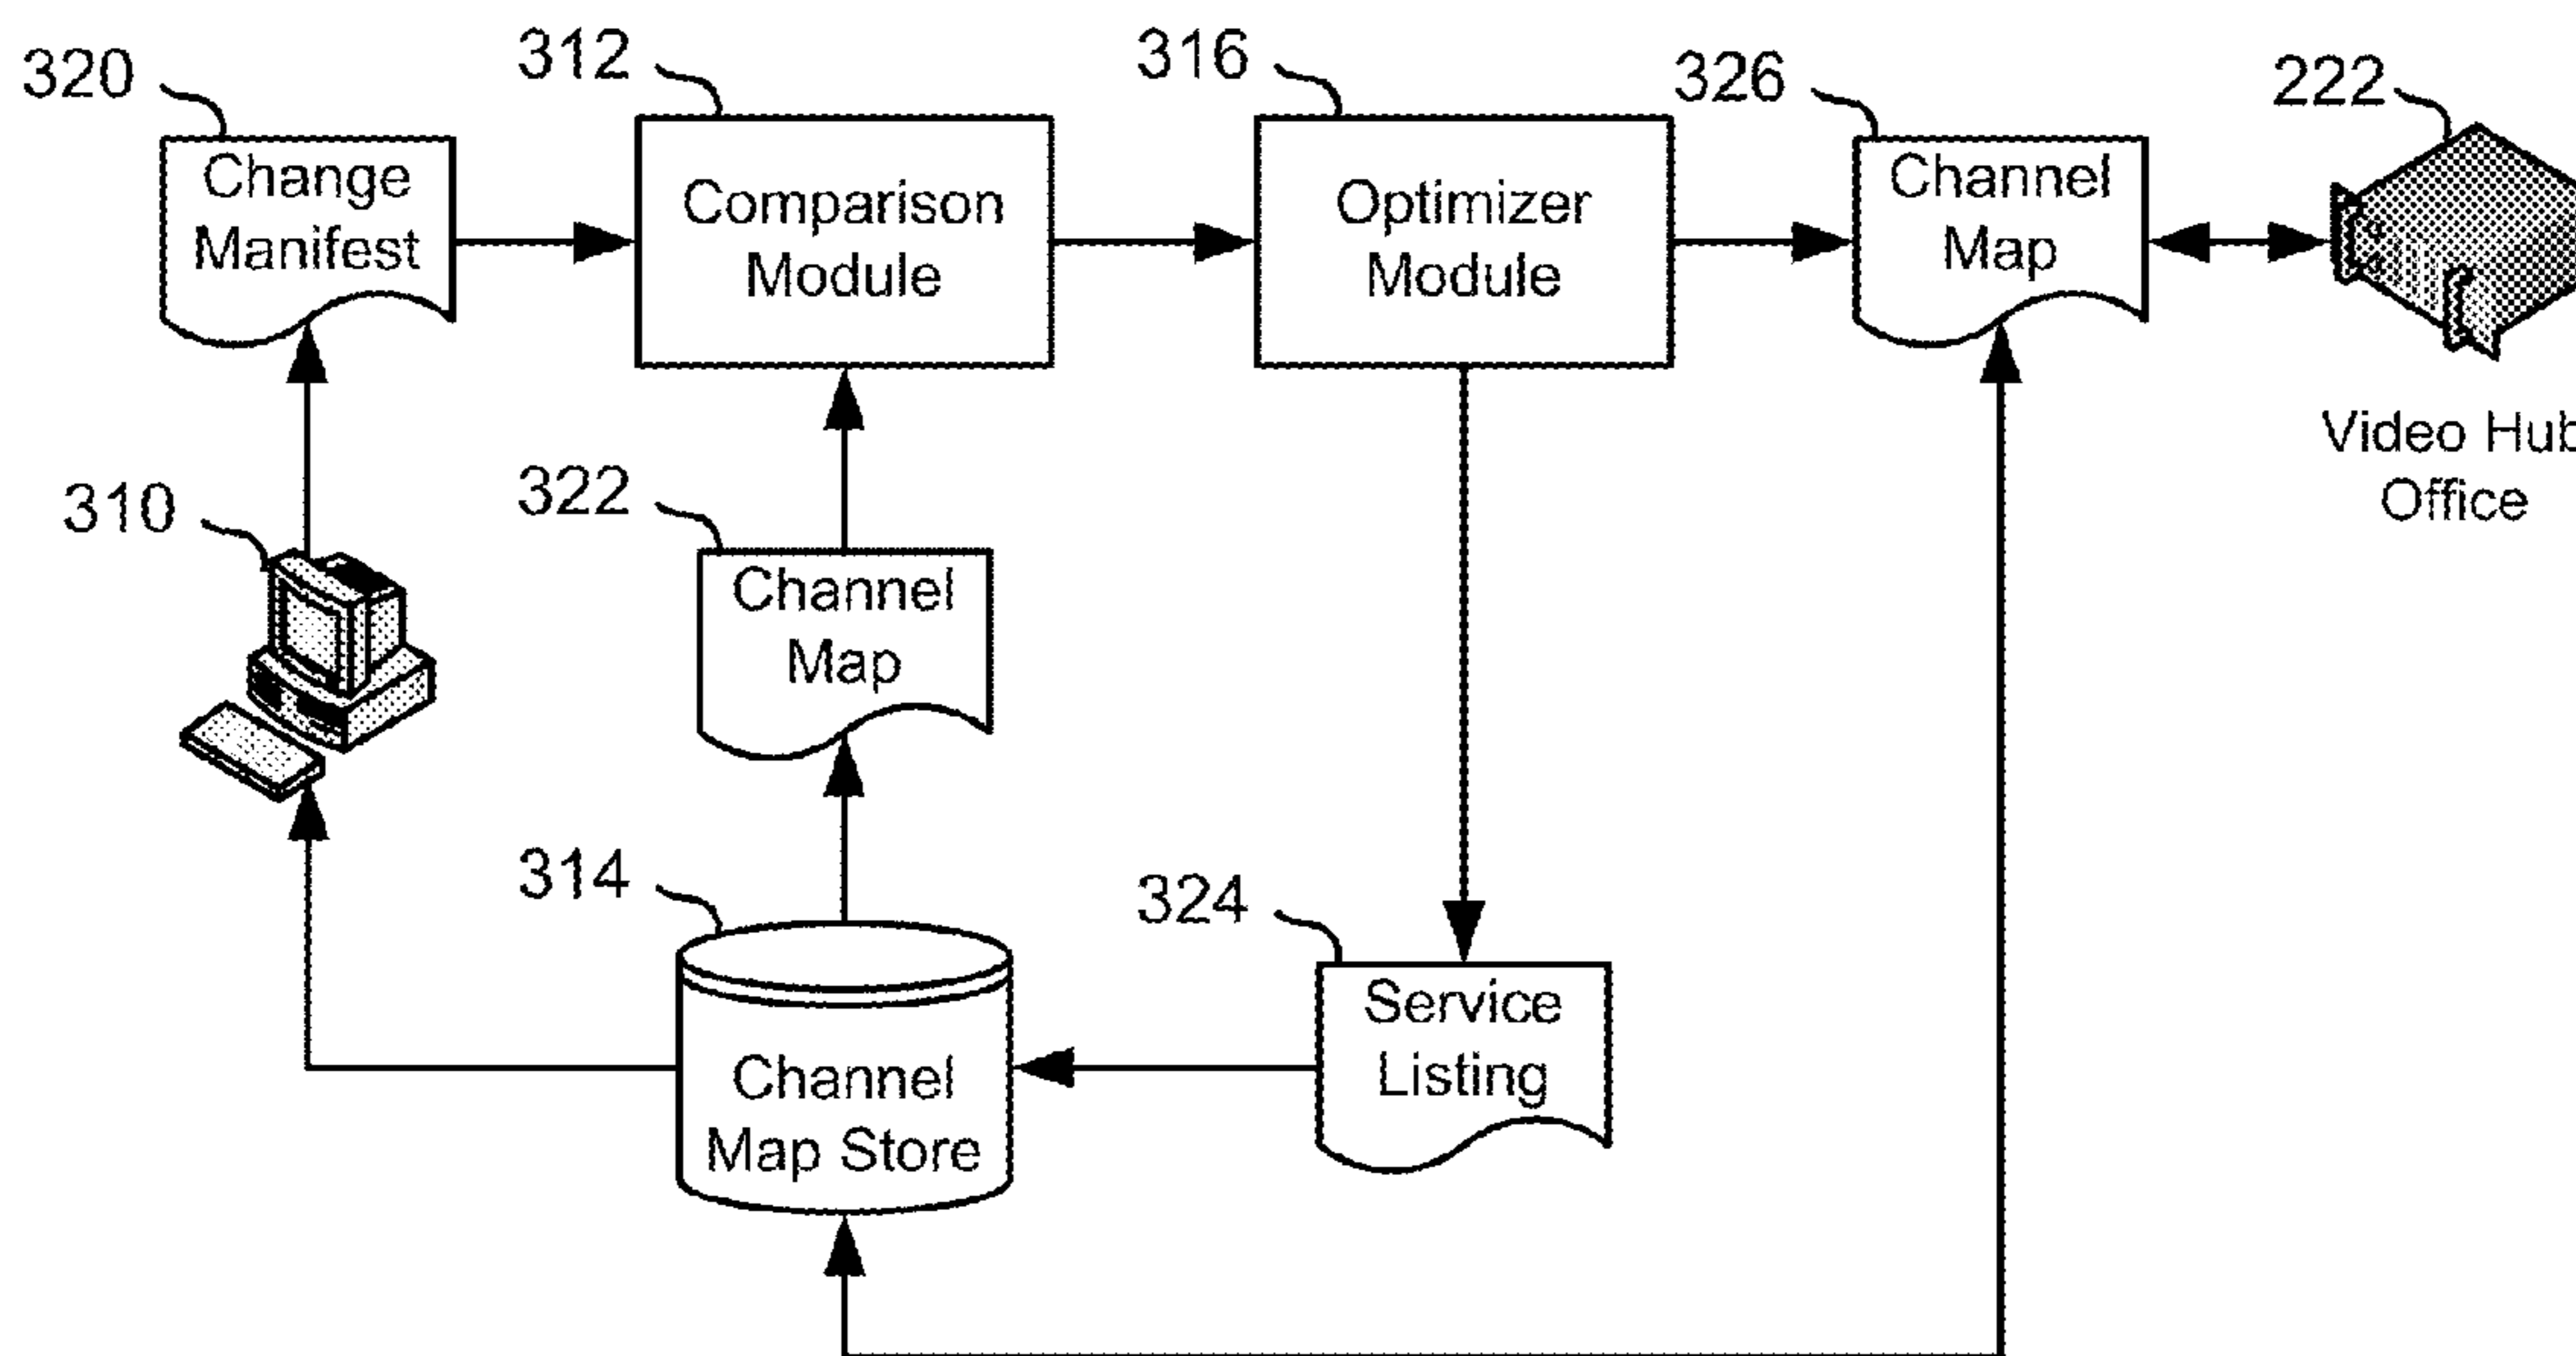 320
312
316
326
222
Change
Manifest
Comparison
Module
Optimizer
Module
Channel
Map
Video Hub
Office
310
322
Channel
Map
314
324
Channel
Map Store
Service
Listing